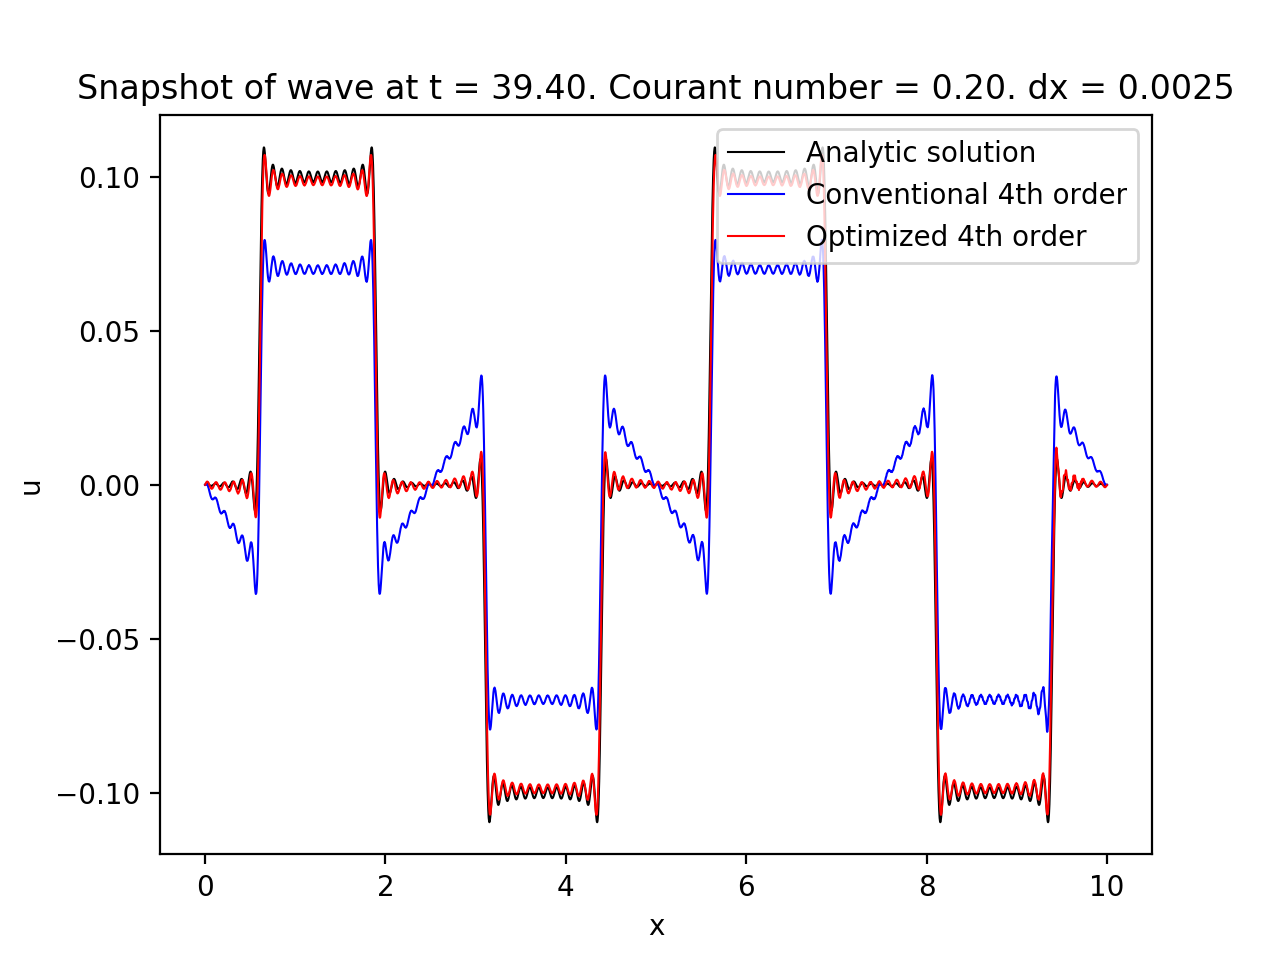 Snapshot of wave at t = 39.40. Courant number = 0.20. dx = 0.0025
Analytic solution
Conventional 4th order
Optimized 4th order
0.10
0.05
0.00
−0.05
−0.10
u
0 2 4 6 8 10
x